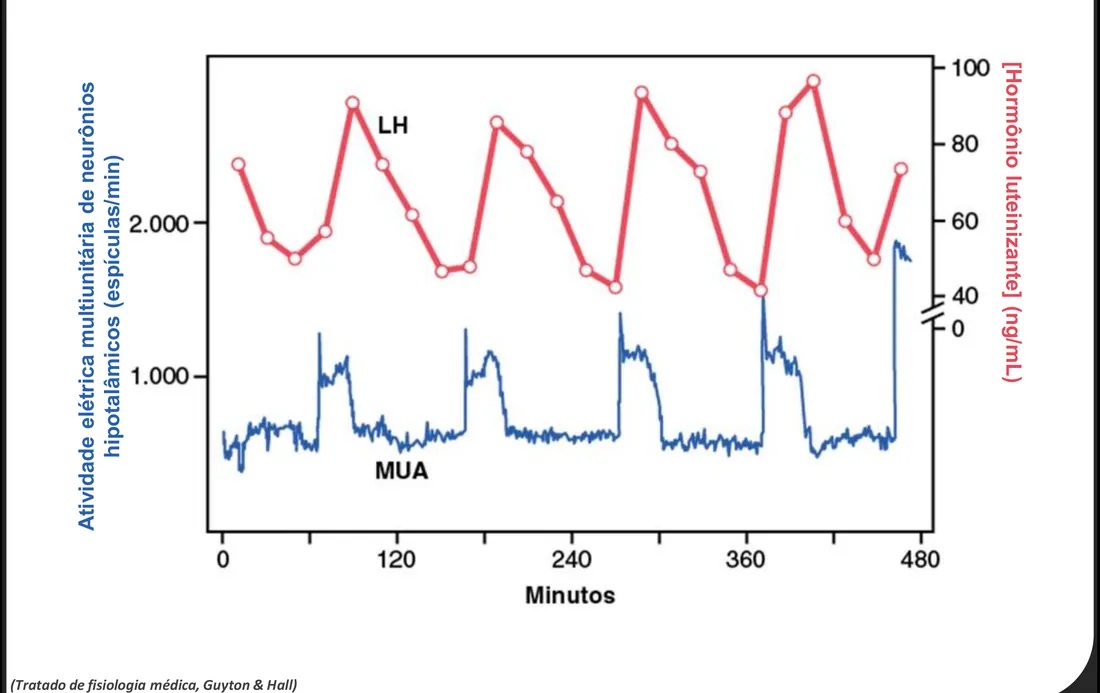 Atividade elétrica multiunitária de neurônios
hipotalâmicos (espículas/min)
2.000
1.000
LH
MUA
100
80
60
40
0
[Hormônio luteinizante] (ng/mL)
0
120
240
360
480
Minutos
(Tratado de fisiologia médica, Guyton & Hall)